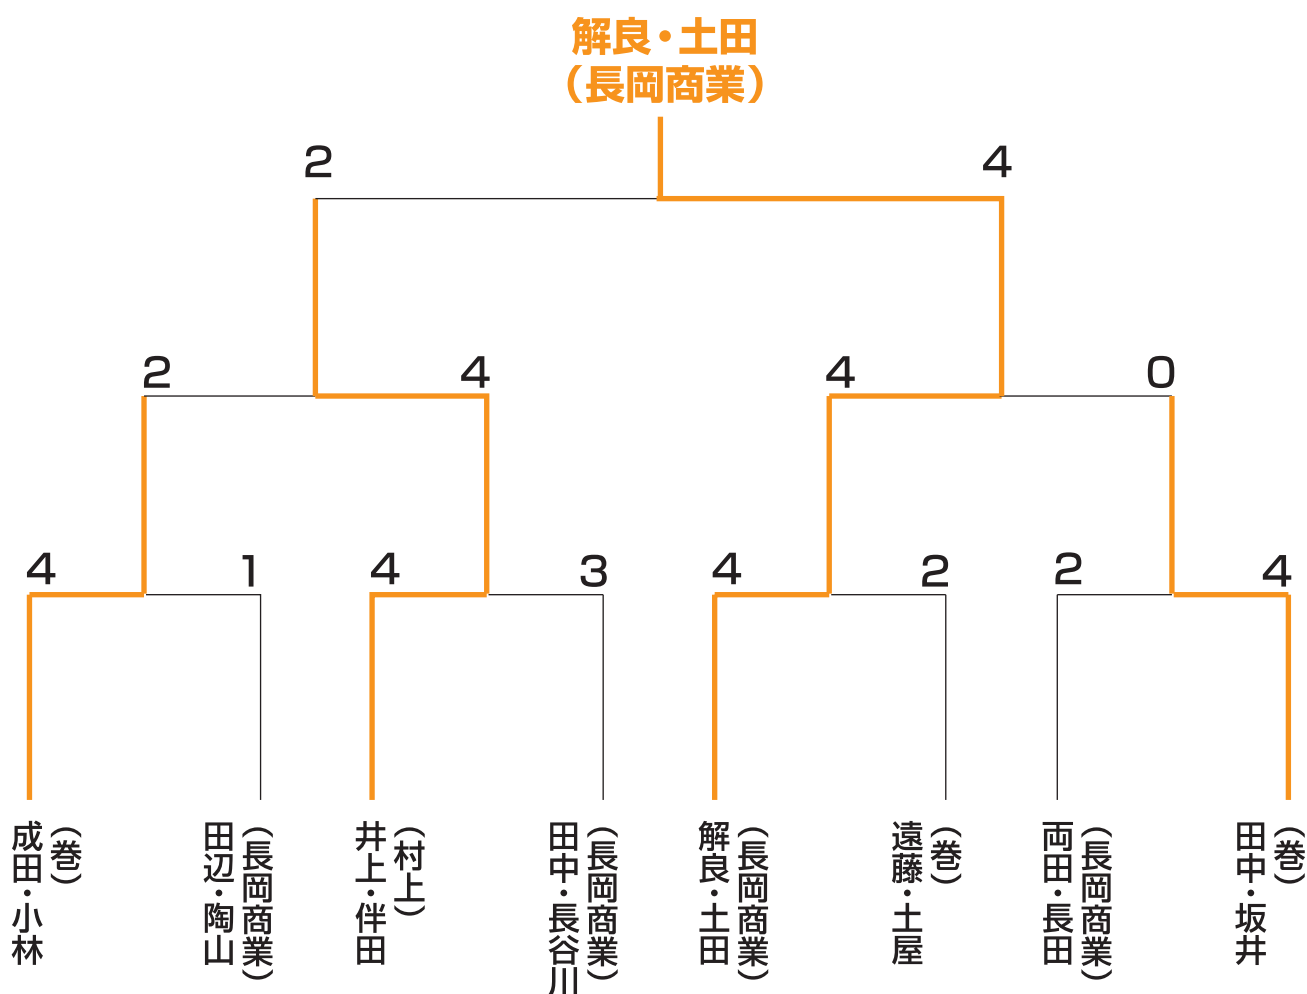 解良・土田
（長岡商業）
2
4
2
4
4
0
4
1
4
3
4
2
2
4
成田・小林
（巻）
田辺・陶山
（長岡商業）
井上・伴田
（村上）
田中・長谷川
（長岡商業）
解良・土田
（長岡商業）
遠藤・土屋
（巻）
両田・長田
（長岡商業）
田中・坂井
（巻）